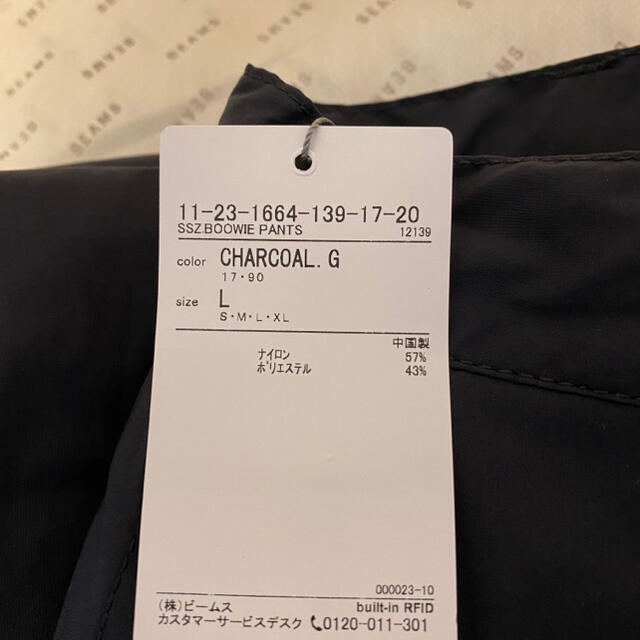 BEAMS BEAMS BEAMS
BEAMS
BEAMS
11-23-1664-139-17-20
SSZ.BOOWIE PANTS 12139
color CHARCOAL.G
17・90
size L
S・M・L・XL
中国製
ナイロン 57%
ポリエステル 43%
000023-10
(株)ビームス built-in RFID
カスタマーサービスデスク 0120-011-301